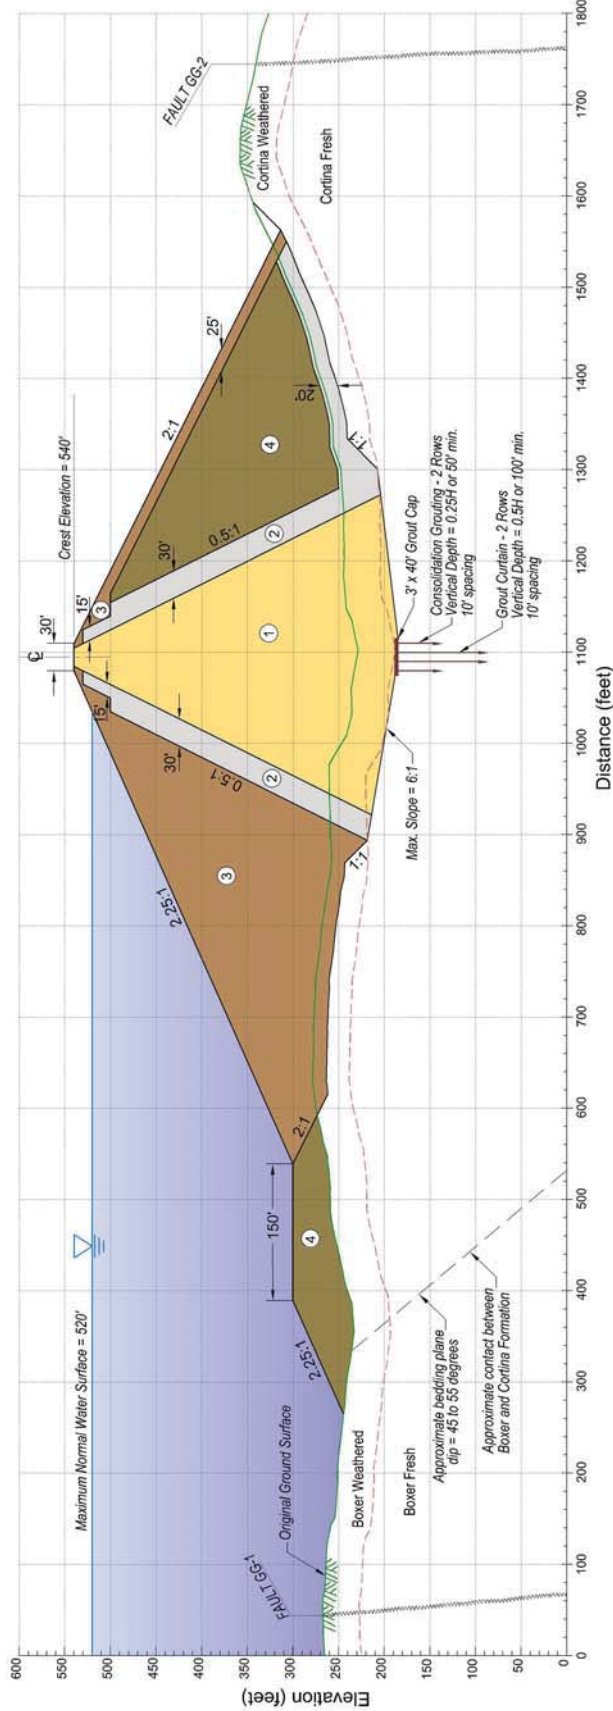 Maximum Normal Water Surface = 520'
Crest Elevation = 540'
℄
30'
15'
15'
30'
30'
25'
20'
150'
2.25:1
2.25:1
2:1
2:1
0.5:1
0.5:1
1:1
1:1
1
2
2
3
3
4
4
FAULT GG-1
FAULT GG-2
Original Ground Surface
Boxer Weathered
Boxer Fresh
Cortina Weathered
Cortina Fresh
Approximate bedding plane
dip = 45 to 55 degrees
Approximate contact between
Boxer and Cortina Formation
Max. Slope = 6:1
3' x 40' Grout Cap
Consolidation Grouting - 2 Rows
Vertical Depth = 0.25H or 50' min.
10' spacing
Grout Curtain - 2 Rows
Vertical Depth = 0.5H or 100' min.
10' spacing
Elevation (feet)
600
550
500
450
400
350
300
250
200
150
100
50
0
0
100
200
300
400
500
600
700
800
900
1000
1100
1200
1300
1400
1500
1600
1700
1800
Distance (feet)